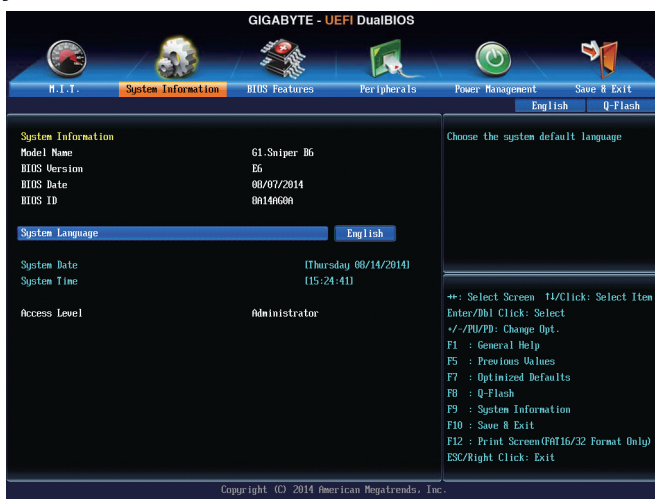 GIGABYTE - UEFI DualBIOS
M.I.T.
System Information
BIOS Features
Peripherals
Power Management
Save & Exit
English
Q-Flash
System Information
Model Name G1.Sniper B6
BIOS Version E6
BIOS Date 08/07/2014
BIOS ID 8A14AG0A
System Language English
System Date [Thursday 08/14/2014]
System Time [15:24:41]
Access Level Administrator
Choose the system default language
→←: Select Screen ↑↓/Click: Select Item
Enter/Dbl Click: Select
+/-/PU/PD: Change Opt.
F1 : General Help
F5 : Previous Values
F7 : Optimized Defaults
F8 : Q-Flash
F9 : System Information
F10 : Save & Exit
F12 : Print Screen(FAT16/32 Format Only)
ESC/Right Click: Exit
Copyright (C) 2014 American Megatrends, Inc.